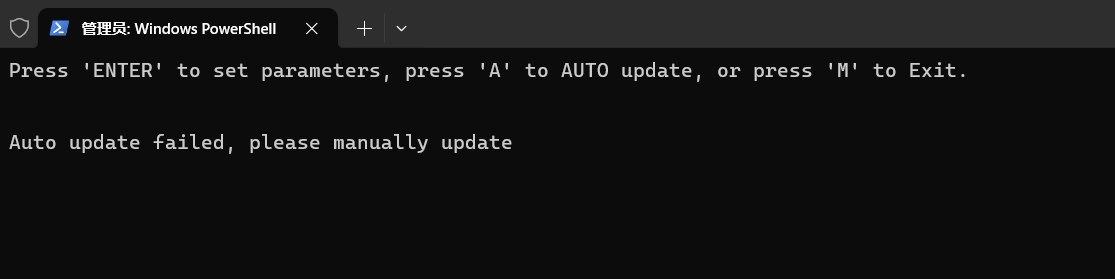 管理员: Windows PowerShell
Press 'ENTER' to set parameters, press 'A' to AUTO update, or press 'M' to Exit.
Auto update failed, please manually update